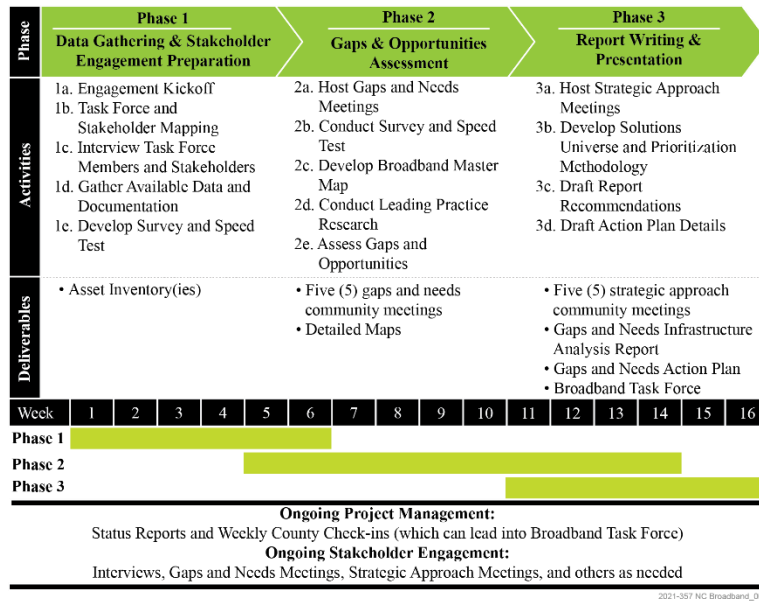 Phase
Phase 1
Data Gathering & Stakeholder
Engagement Preparation
Phase 2
Gaps & Opportunities
Assessment
Phase 3
Report Writing &
Presentation
Activities
1a. Engagement Kickoff
1b. Task Force and
Stakeholder Mapping
1c. Interview Task Force
Members and Stakeholders
1d. Gather Available Data and
Documentation
1e. Develop Survey and Speed
Test
2a. Host Gaps and Needs
Meetings
2b. Conduct Survey and Speed
Test
2c. Develop Broadband Master
Map
2d. Conduct Leading Practice
Research
2e. Assess Gaps and
Opportunities
3a. Host Strategic Approach
Meetings
3b. Develop Solutions
Universe and Prioritization
Methodology
3c. Draft Report
Recommendations
3d. Draft Action Plan Details
Deliverables
• Asset Inventory(ies)
• Five (5) gaps and needs
community meetings
• Detailed Maps
• Five (5) strategic approach
community meetings
• Gaps and Needs Infrastructure
Analysis Report
• Gaps and Needs Action Plan
• Broadband Task Force
Week 1 2 3 4 5 6 7 8 9 10 11 12 13 14 15 16
Phase 1
Phase 2
Phase 3
Ongoing Project Management:
Status Reports and Weekly County Check-ins (which can lead into Broadband Task Force)
Ongoing Stakeholder Engagement:
Interviews, Gaps and Needs Meetings, Strategic Approach Meetings, and others as needed
2021-357 NC